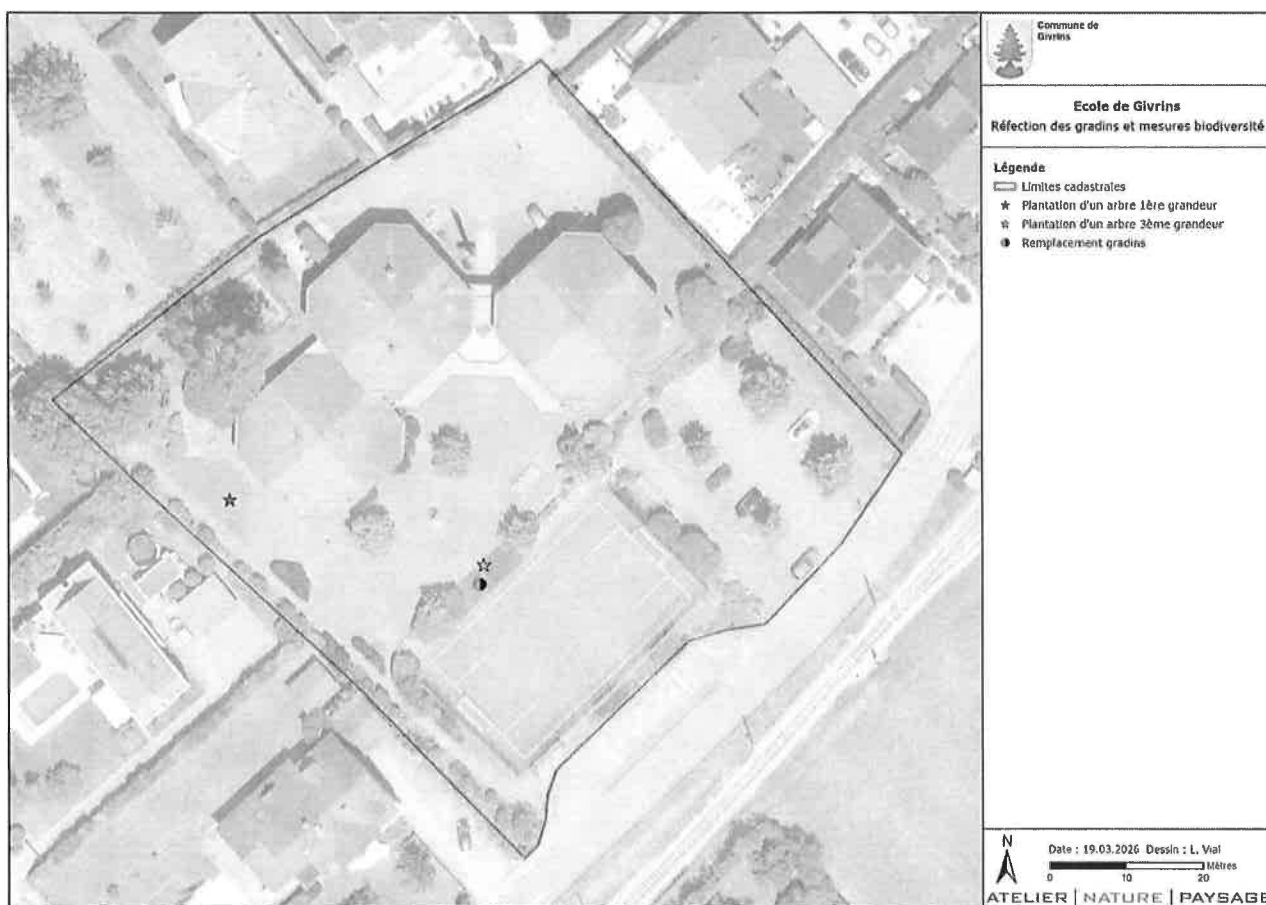 Commune de
Givrins
Ecole de Givrins
Réfection des gradins et mesures biodiversité
Légende
Limites cadastrales
Plantation d'un arbre 1ère grandeur
Plantation d'un arbre 3ème grandeur
Remplacement gradins
N
Date : 19.03.2026 Dessin : L. Vial
Mètres
0 10 20
ATELIER | NATURE | PAYSAGE